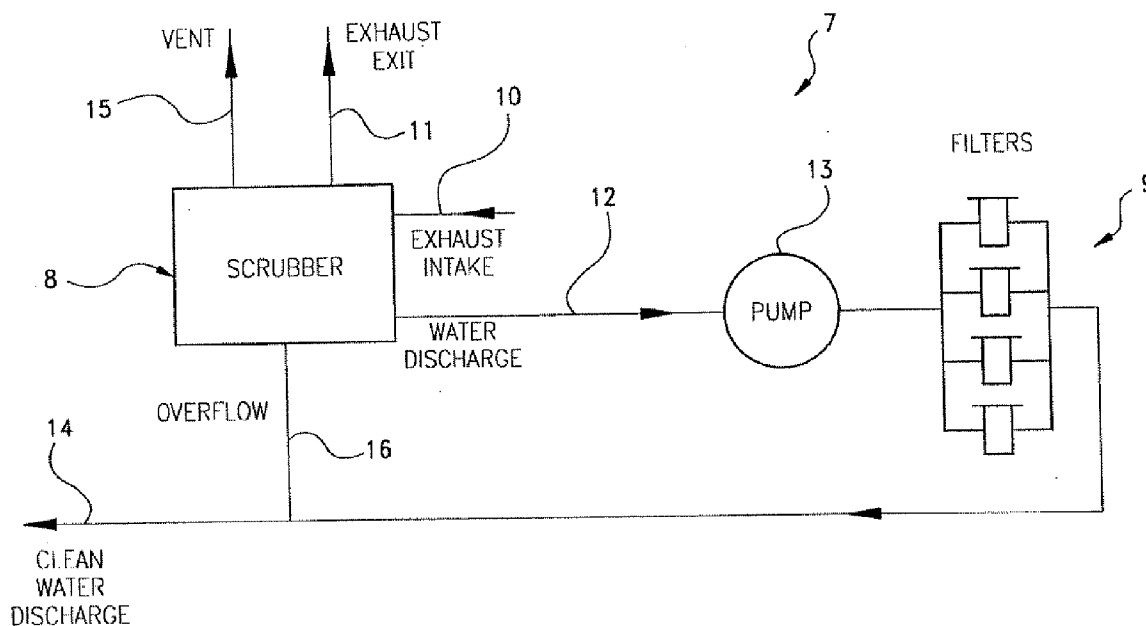 VENT
EXHAUST
EXIT
7
15
11
10
FILTERS
13
9
12
EXHAUST
INTAKE
8
SCRUBBER
PUMP
WATER
DISCHARGE
OVERFLOW
14
16
CLEAN
WATER
DISCHARGE